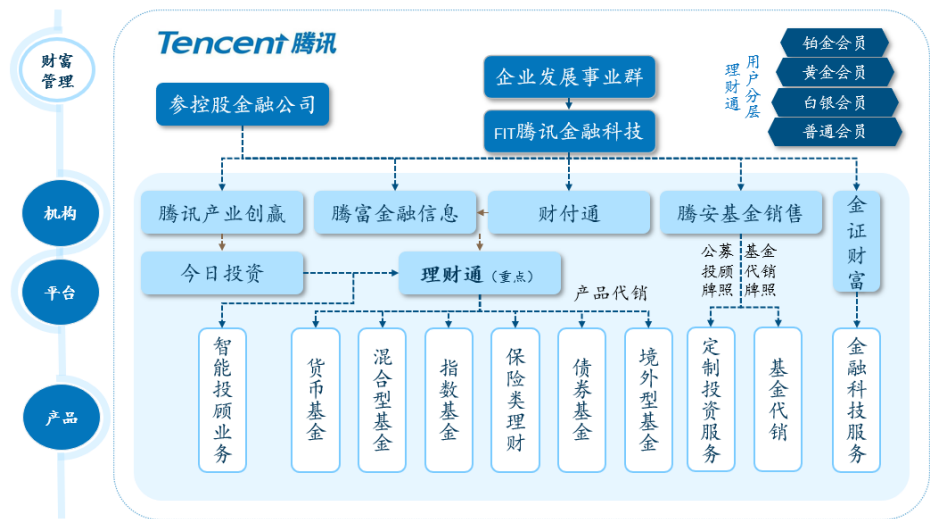 财富
管理
Tencent 腾讯
参控股金融公司
企业发展事业群
FIT腾讯金融科技
理财通
用户分层
铂金会员
黄金会员
白银会员
普通会员
机构
腾讯产业创赢
腾富金融信息
财付通
腾安基金销售
金证财富
平台
今日投资
理财通（重点）
公募
投顾
牌照
基金
代销
牌照
产品代销
产品
智能投顾业务
货币基金
混合型基金
指数基金
保险类理财
债券基金
境外型基金
定制投资服务
基金代销
金融科技服务